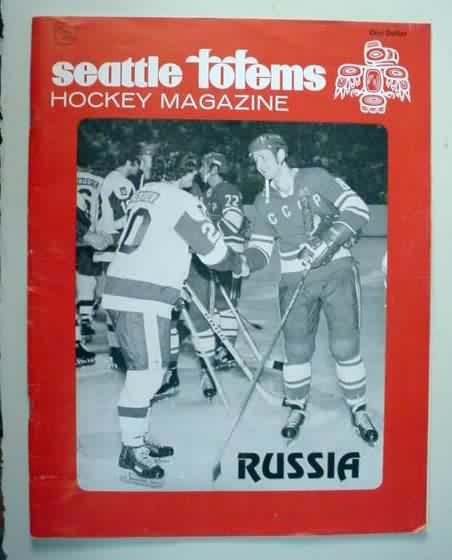 One Dollar
seattle totems
HOCKEY MAGAZINE
20
22
CCCP
RUSSIA